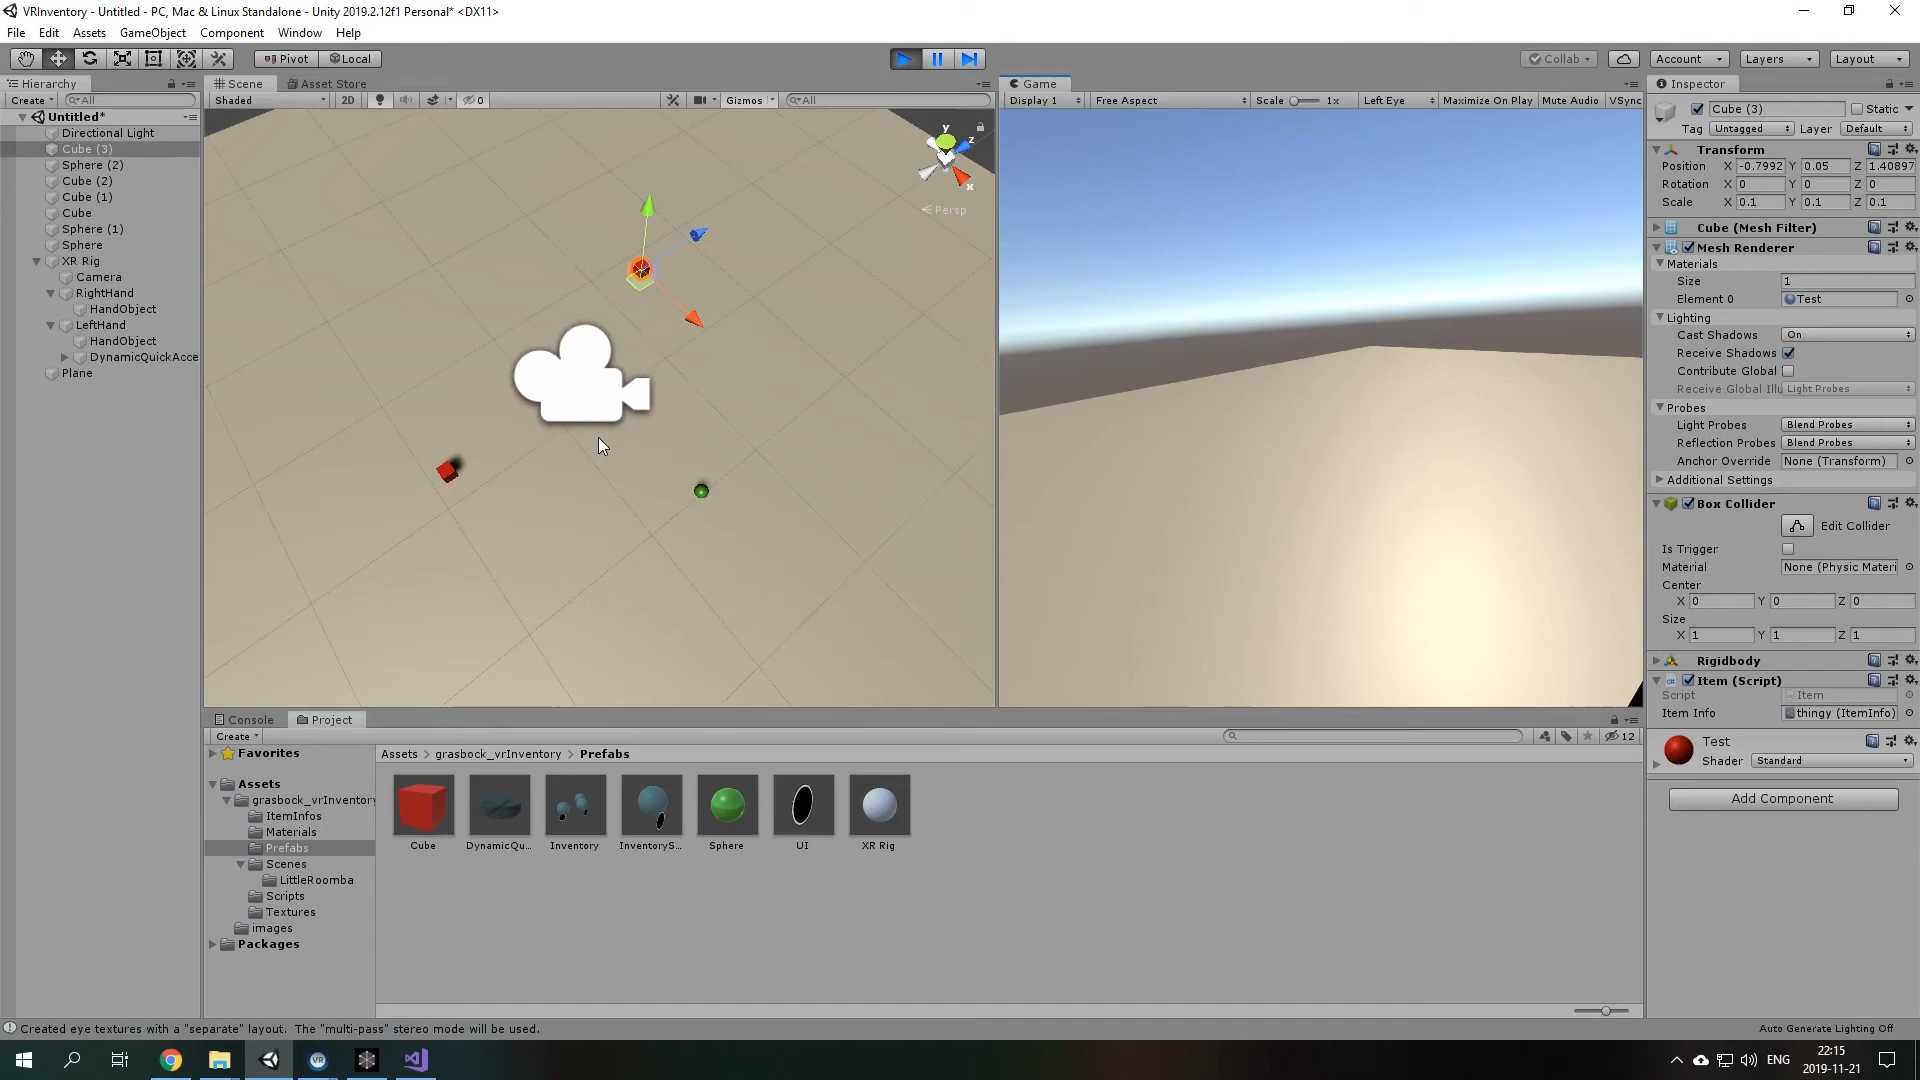 VRInventory - Untitled - PC, Mac & Linux Standalone - Unity 2019.2.12f1 Personal* <DX11>
File Edit Assets GameObject Component Window Help
Pivot Local Collab Account Layers Layout
Hierarchy
Create All
Untitled*
Directional Light
Cube (3)
Sphere (2)
Cube (2)
Cube (1)
Cube
Sphere (1)
Sphere
XR Rig
Camera
RightHand
HandObject
LeftHand
HandObject
DynamicQuickAcce
Plane
Scene Asset Store
Shaded 2D 0 Gizmos All
y
z
x
Persp
Game
Display 1 Free Aspect Scale 1x Left Eye Maximize On Play Mute Audio VSync
Inspector
Cube (3) Static
Tag Untagged Layer Default
Transform
Position X -0.7992 Y 0.05 Z 1.40897
Rotation X 0 Y 0 Z 0
Scale X 0.1 Y 0.1 Z 0.1
Cube (Mesh Filter)
Mesh Renderer
Materials
Size 1
Element 0 Test
Lighting
Cast Shadows On
Receive Shadows
Contribute Global
Receive Global Illu Light Probes
Probes
Light Probes Blend Probes
Reflection Probes Blend Probes
Anchor Override None (Transform)
Additional Settings
Box Collider
Edit Collider
Is Trigger
Material None (Physic Materi
Center
X 0 Y 0 Z 0
Size
X 1 Y 1 Z 1
Rigidbody
Item (Script)
Script Item
Item Info thingy (ItemInfo)
Test
Shader Standard
Add Component
Console Project
Create 12
Favorites
Assets
grasbock_vrInventory
ItemInfos
Materials
Prefabs
Scenes
LittleRoomba
Scripts
Textures
images
Packages
Assets > grasbock_vrInventory > Prefabs
Cube DynamicQu... Inventory InventoryS... Sphere UI XR Rig
Created eye textures with a "separate" layout. The "multi-pass" stereo mode will be used.
Auto Generate Lighting Off
VR
ENG
22:15
2019-11-21